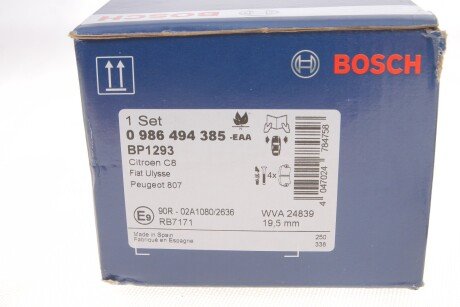 BOSCH
1 Set
0 986 494 385 -EAA
BP1293
Citroen C8
Fiat Ulysse
Peugeot 807
4x
4 047024 784758
E9
90R - 02A1080/2636
RB7171
WVA 24839
19,5 mm
Made in Spain
Fabriqué en Espagne
250
338